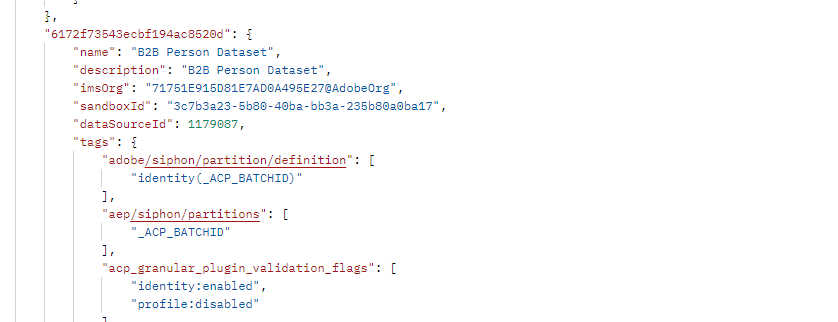 },
"6172f73543ecbf194ac8520d": {
"name": "B2B Person Dataset",
"description": "B2B Person Dataset",
"imsOrg": "71751E915D81E7AD0A495E27@AdobeOrg",
"sandboxId": "3c7b3a23-5b80-40ba-bb3a-235b80a0ba17",
"dataSourceId": 1179087,
"tags": {
"adobe/siphon/partition/definition": [
"identity(_ACP_BATCHID)"
],
"aep/siphon/partitions": [
"_ACP_BATCHID"
],
"acp_granular_plugin_validation_flags": [
"identity:enabled",
"profile:disabled"